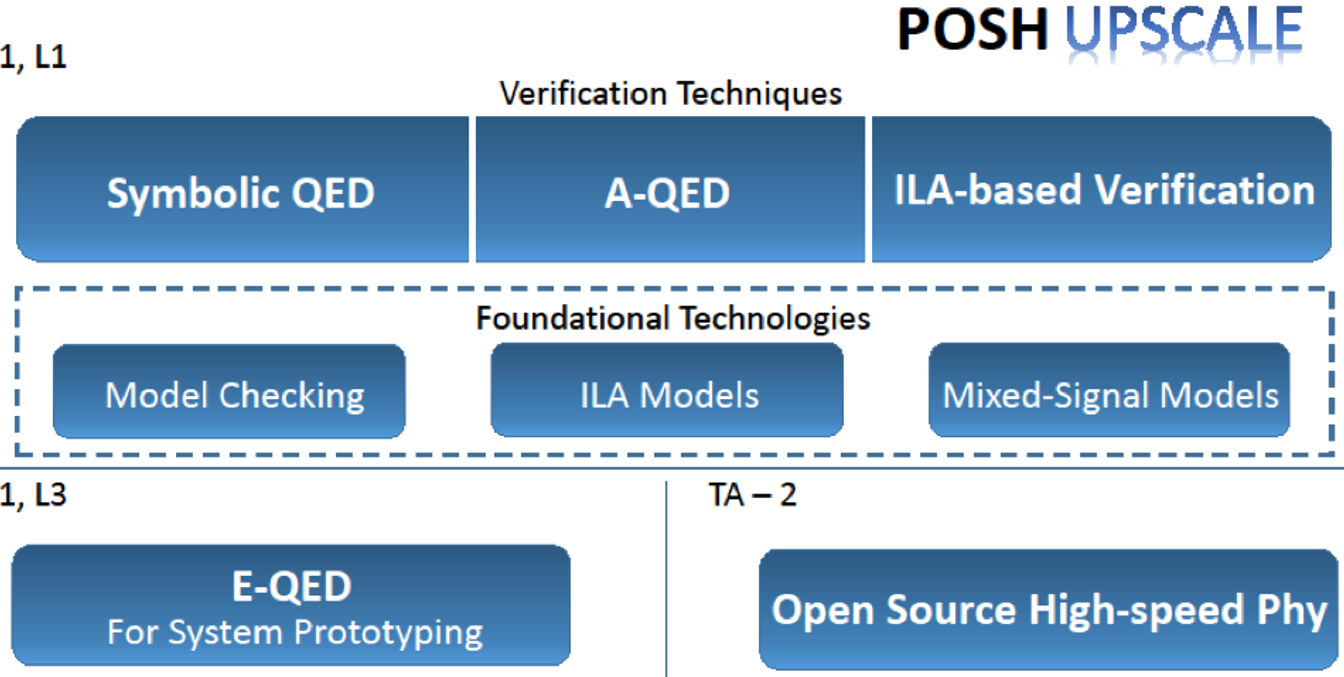 POSH UPSCALE
1, L1
Verification Techniques
Symbolic QED
A-QED
ILA-based Verification
Foundational Technologies
Model Checking
ILA Models
Mixed-Signal Models
1, L3
TA – 2
E-QED
For System Prototyping
Open Source High-speed Phy